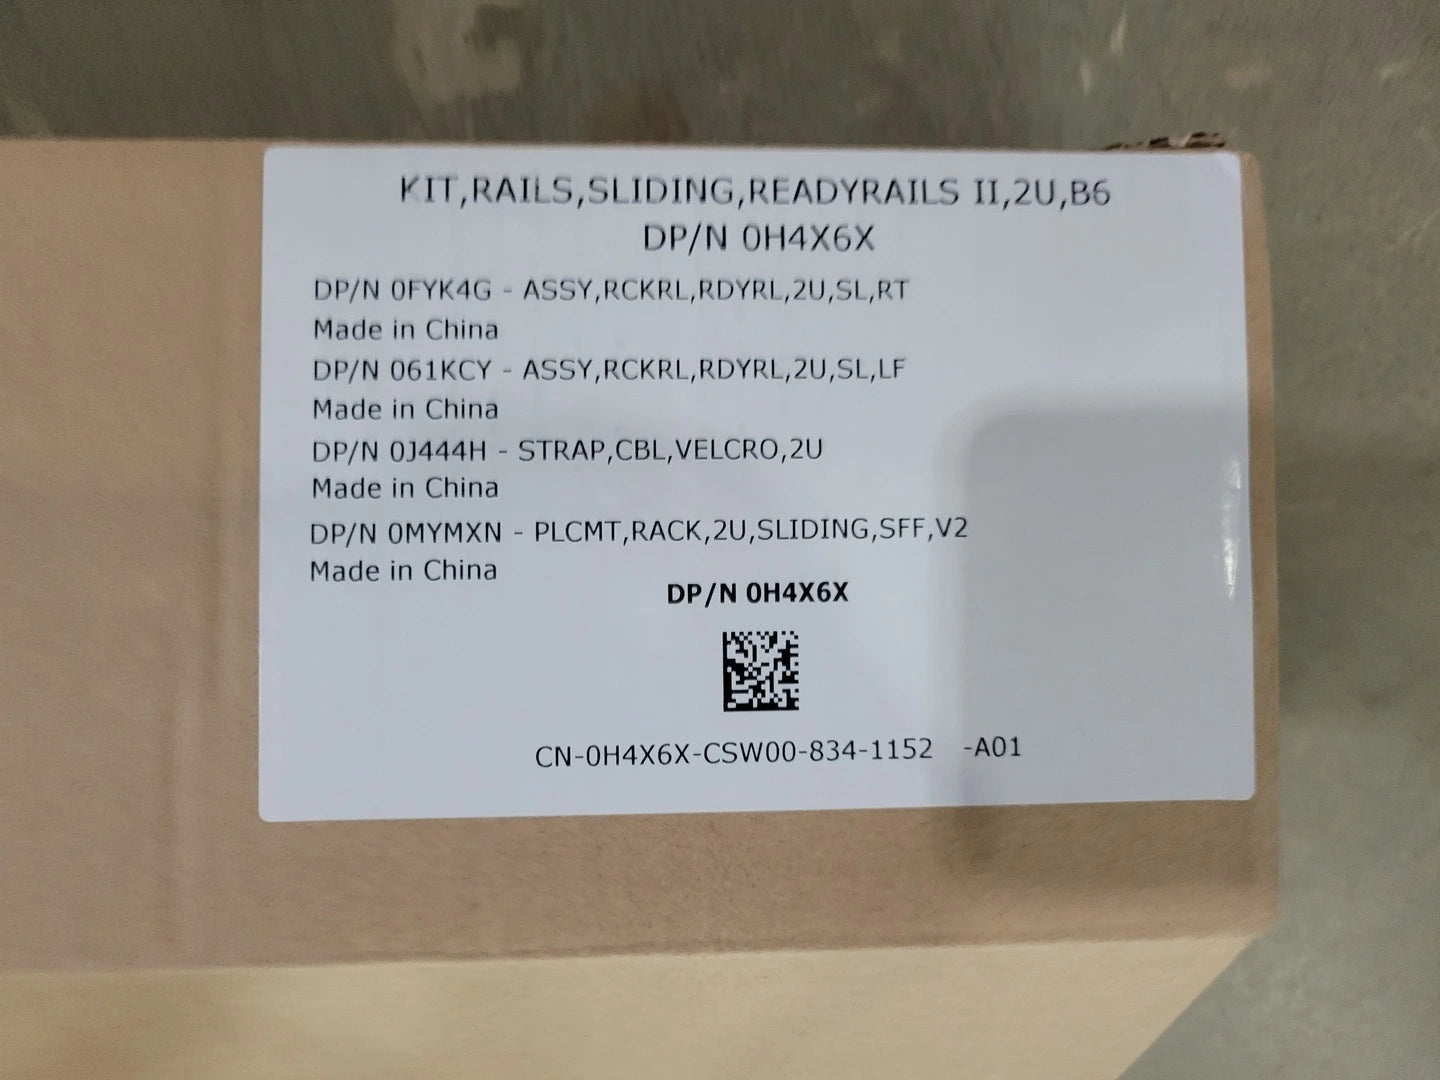 KIT,RAILS,SLIDING,READYRAILS II,2U,B6
DP/N 0H4X6X
DP/N 0FYK4G - ASSY,RCKRL,RDYRL,2U,SL,RT
Made in China
DP/N 061KCY - ASSY,RCKRL,RDYRL,2U,SL,LF
Made in China
DP/N 0J444H - STRAP,CBL,VELCRO,2U
Made in China
DP/N 0MYMXN - PLCMT,RACK,2U,SLIDING,SFF,V2
Made in China
DP/N 0H4X6X
CN-0H4X6X-CSW00-834-1152 -A01